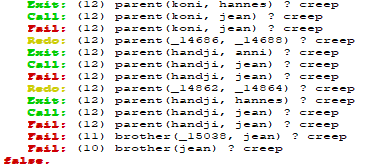 Exit: (12) parent(koni, hannes) ? creep
Call: (12) parent(koni, jean) ? creep
Fail: (12) parent(koni, jean) ? creep
Redo: (12) parent(_14686, _14688) ? creep
Exit: (12) parent(handji, anni) ? creep
Call: (12) parent(handji, jean) ? creep
Fail: (12) parent(handji, jean) ? creep
Redo: (12) parent(_14862, _14864) ? creep
Exit: (12) parent(handji, hannes) ? creep
Call: (12) parent(handji, jean) ? creep
Fail: (12) parent(handji, jean) ? creep
Fail: (11) brother(_15038, jean) ? creep
Fail: (10) brother(jean) ? creep
false.